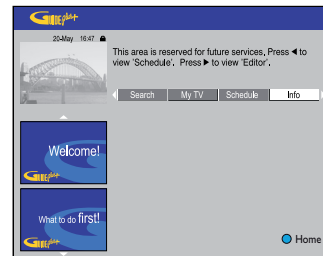 GUIDE plus+
20-May 16:47
This area is reserved for future services, Press ◀ to
view 'Schedule'. Press ▶ to view 'Editor'.
Search My TV Schedule Info
Welcome!
GUIDE plus+
What to do first!
GUIDE plus+
Home